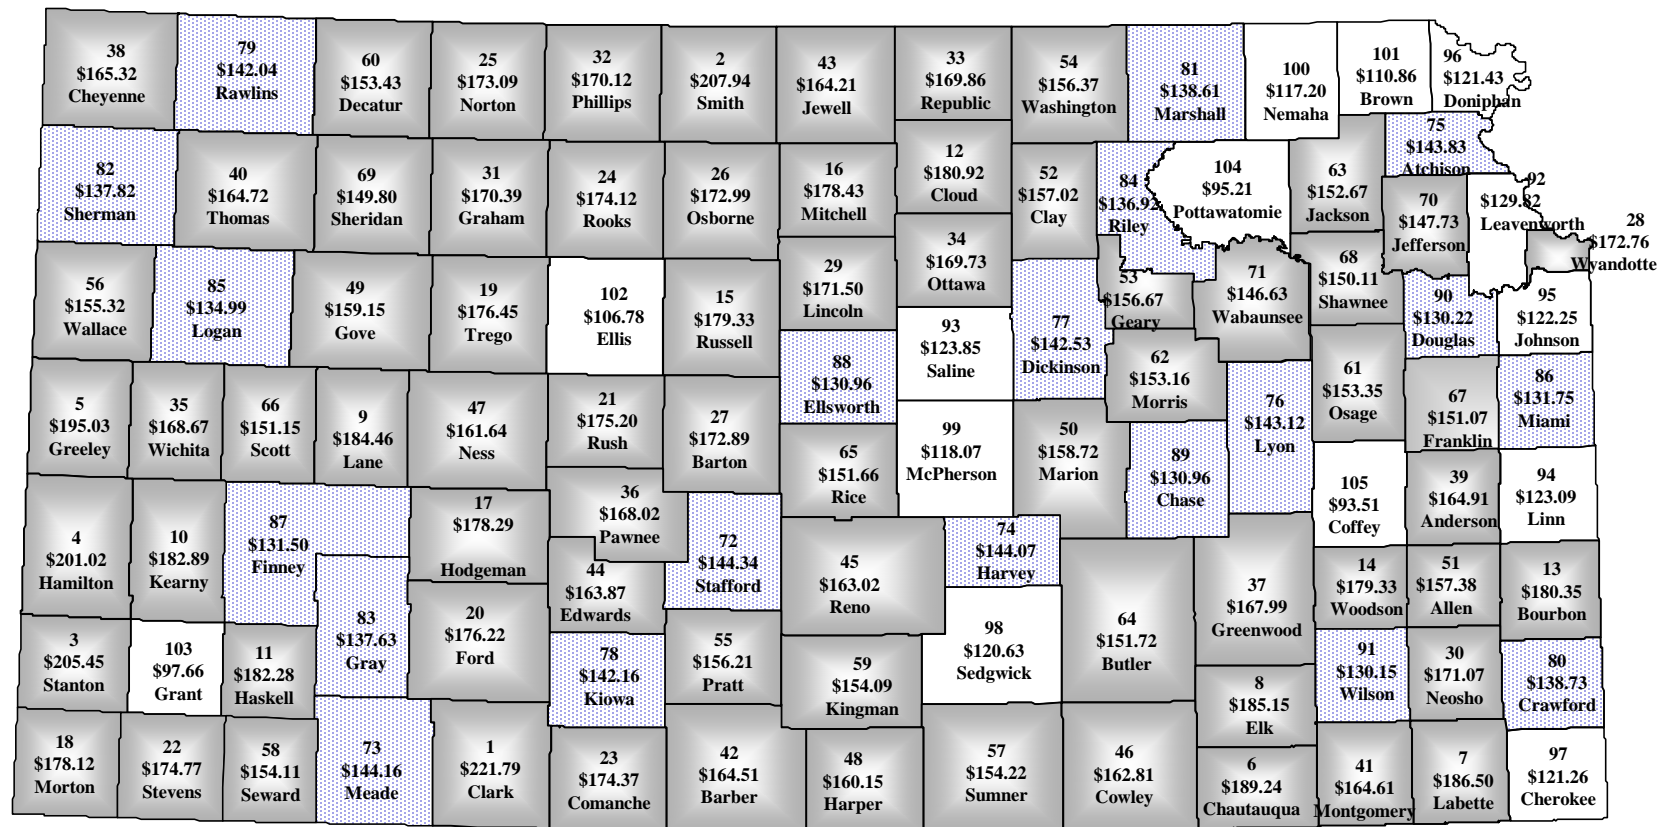 38
$165.32
Cheyenne
79
$142.04
Rawlins
60
$153.43
Decatur
25
$173.09
Norton
32
$170.12
Phillips
2
$207.94
Smith
43
$164.21
Jewell
33
$169.86
Republic
54
$156.37
Washington
81
$138.61
Marshall
100
$117.20
Nemaha
101
$110.86
Brown
96
$121.43
Doniphan
82
$137.82
Sherman
40
$164.72
Thomas
69
$149.80
Sheridan
31
$170.39
Graham
24
$174.12
Rooks
26
$172.99
Osborne
16
$178.43
Mitchell
12
$180.92
Cloud
52
$157.02
Clay
84
$136.92
Riley
104
$95.21
Pottawatomie
63
$152.67
Jackson
75
$143.83
Atchison
70
$147.73
Jefferson
92
$129.82
Leavenworth
28
$172.76
Wyandotte
56
$155.32
Wallace
85
$134.99
Logan
49
$159.15
Gove
19
$176.45
Trego
102
$106.78
Ellis
15
$179.33
Russell
29
$171.50
Lincoln
34
$169.73
Ottawa
93
$123.85
Saline
77
$142.53
Dickinson
53
$156.67
Geary
71
$146.63
Wabaunsee
68
$150.11
Shawnee
90
$130.22
Douglas
95
$122.25
Johnson
5
$195.03
Greeley
35
$168.67
Wichita
66
$151.15
Scott
9
$184.46
Lane
47
$161.64
Ness
21
$175.20
Rush
27
$172.89
Barton
88
$130.96
Ellsworth
65
$151.66
Rice
99
$118.07
McPherson
50
$158.72
Marion
62
$153.16
Morris
89
$130.96
Chase
76
$143.12
Lyon
61
$153.35
Osage
67
$151.07
Franklin
86
$131.75
Miami
4
$201.02
Hamilton
10
$182.89
Kearny
87
$131.50
Finney
17
$178.29
Hodgeman
36
$168.02
Pawnee
44
$163.87
Edwards
72
$144.34
Stafford
45
$163.02
Reno
74
$144.07
Harvey
64
$151.72
Butler
37
$167.99
Greenwood
105
$93.51
Coffey
39
$164.91
Anderson
94
$123.09
Linn
14
$179.33
Woodson
51
$157.38
Allen
13
$180.35
Bourbon
3
$205.45
Stanton
103
$97.66
Grant
11
$182.28
Haskell
83
$137.63
Gray
20
$176.22
Ford
78
$142.16
Kiowa
55
$156.21
Pratt
59
$154.09
Kingman
98
$120.63
Sedgwick
8
$185.15
Elk
91
$130.15
Wilson
30
$171.07
Neosho
80
$138.73
Crawford
18
$178.12
Morton
22
$174.77
Stevens
58
$154.11
Seward
73
$144.16
Meade
1
$221.79
Clark
23
$174.37
Comanche
42
$164.51
Barber
48
$160.15
Harper
57
$154.22
Sumner
46
$162.81
Cowley
6
$189.24
Chautauqua
41
$164.61
Montgomery
7
$186.50
Labette
97
$121.26
Cherokee